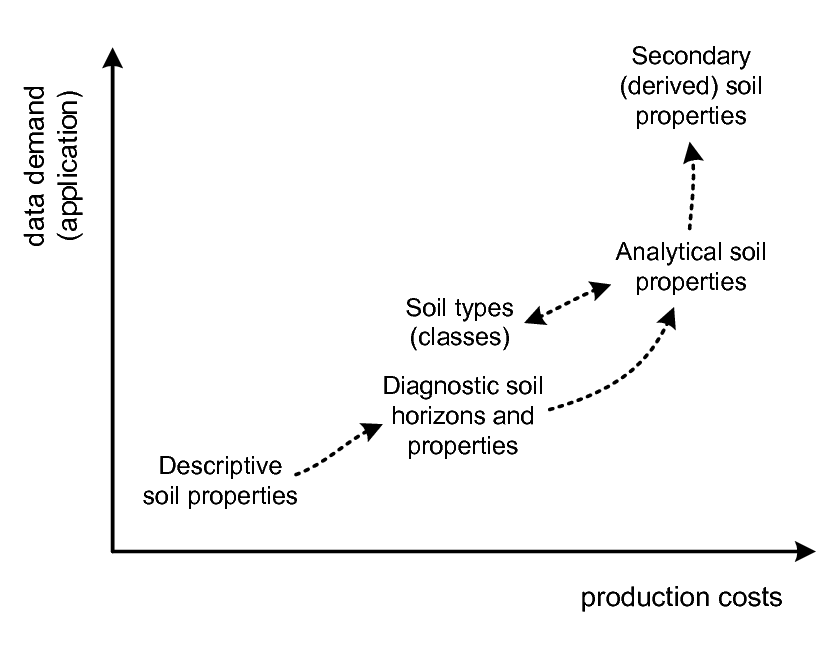 Secondary
(derived) soil
properties
data demand
(application)
Analytical soil
properties
Soil types
(classes)
Diagnostic soil
horizons and
properties
Descriptive
soil properties
production costs